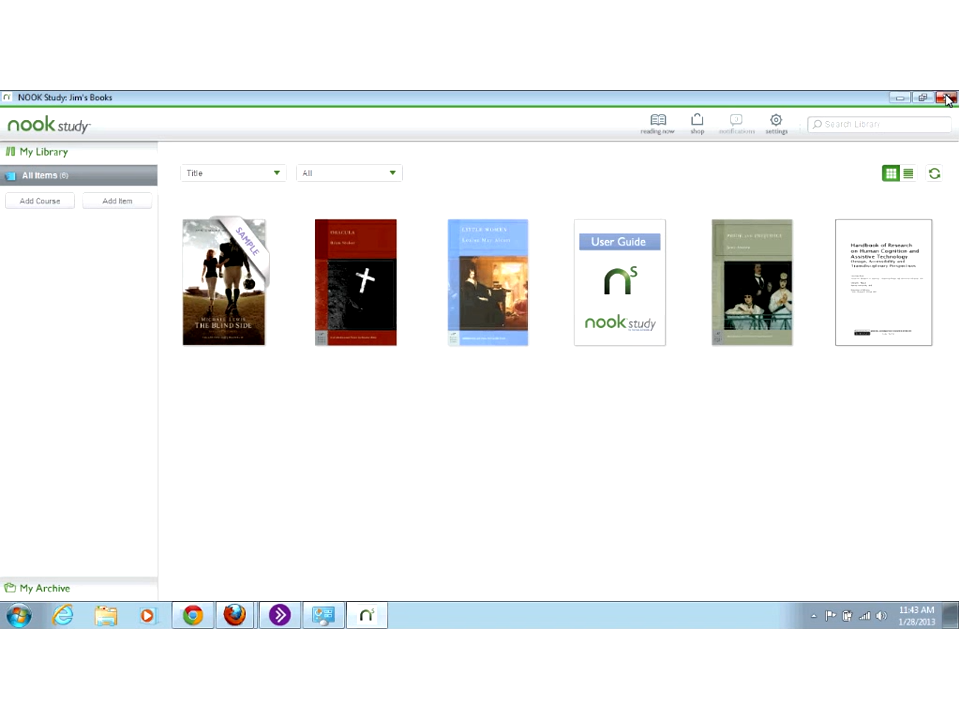 NOOK Study: Jim's Books
nook study
reading now
shop
notifications
settings
Search Library
My Library
All Items (6)
Add Course
Add Item
Title
All
SAMPLE
MICHAEL LEWIS
THE BLIND SIDE
DRACULA
Bram Stoker
LITTLE WOMEN
Louisa May Alcott
User Guide
nook study
PRIDE AND PREJUDICE
Jane Austen
Handbook of Research
on Human Cognition and
Assistive Technology
Design, Accessibility and
Transdisciplinary Perspectives
My Archive
11:43 AM
1/28/2013